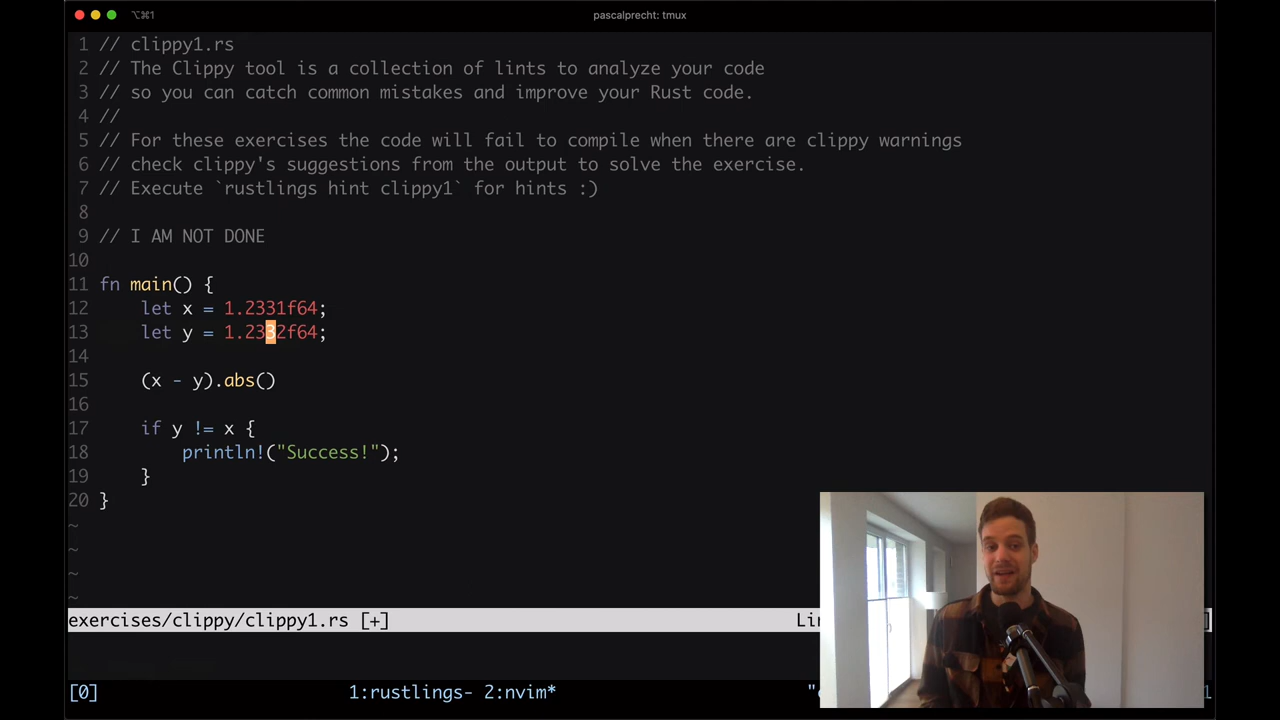 ⌥⌘1
pascalprecht: tmux
1 // clippy1.rs
2 // The Clippy tool is a collection of lints to analyze your code
3 // so you can catch common mistakes and improve your Rust code.
4 //
5 // For these exercises the code will fail to compile when there are clippy warnings
6 // check clippy's suggestions from the output to solve the exercise.
7 // Execute `rustlings hint clippy1` for hints :)
8
9 // I AM NOT DONE
10
11 fn main() {
12 let x = 1.2331f64;
13 let y = 1.2332f64;
14
15 (x - y).abs()
16
17 if y != x {
18 println!("Success!");
19 }
20 }
~
~
~
~
exercises/clippy/clippy1.rs [+]
[0] 1:rustlings- 2:nvim*